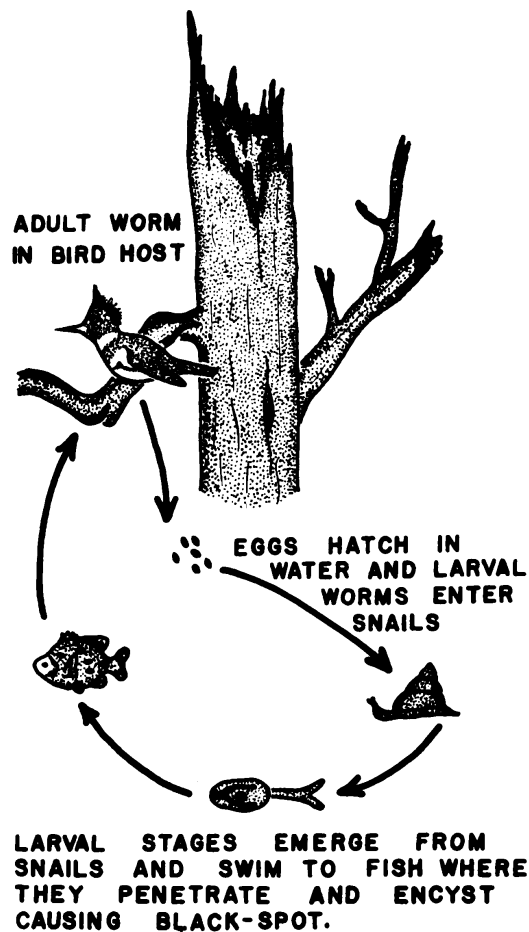 ADULT WORM
IN BIRD HOST
EGGS HATCH IN
WATER AND LARVAL
WORMS ENTER
SNAILS
LARVAL STAGES EMERGE FROM
SNAILS AND SWIM TO FISH WHERE
THEY PENETRATE AND ENCYST
CAUSING BLACK-SPOT.